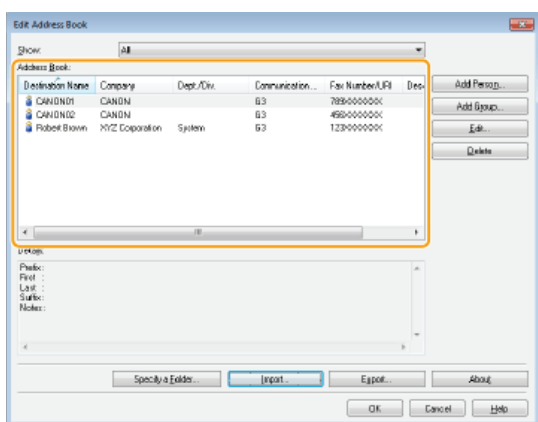 Edit Address Book
Show: All
Address Book:
Destination Name Company Dept./Div. Communication... Fax Number/URI Des
CANON01 CANON G3 789XXXXXXX
CANON02 CANON G3 456XXXXXXX
Robert Brown XYZ Corporation System G3 123XXXXXXX
Add Person...
Add Group...
Edit...
Delete
Details:
Prefix:
First :
Last :
Suffix:
Notes:
Specify a Folder... Import... Export... About
OK Cancel Help